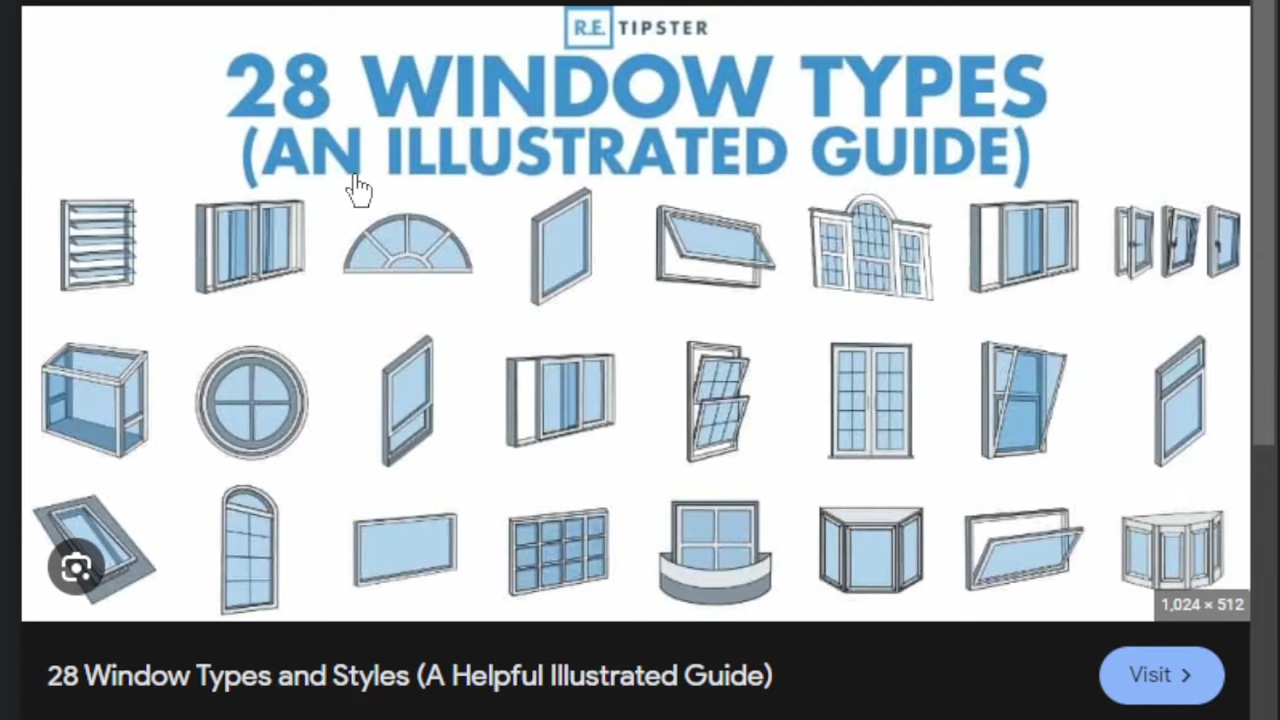 R.E. TIPSTER
28 WINDOW TYPES
(AN ILLUSTRATED GUIDE)
1,024 × 512
28 Window Types and Styles (A Helpful Illustrated Guide)
Visit